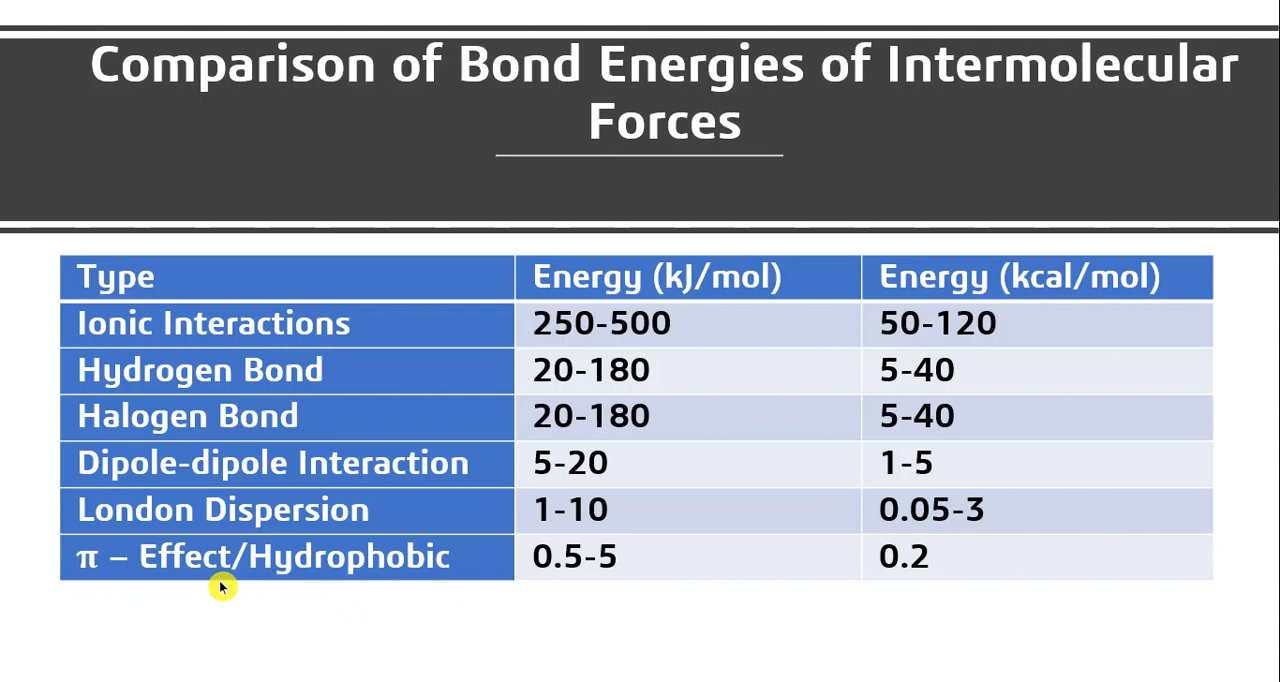 Comparison of Bond Energies of Intermolecular
Forces
Type Energy (kJ/mol) Energy (kcal/mol)
Ionic Interactions 250-500 50-120
Hydrogen Bond 20-180 5-40
Halogen Bond 20-180 5-40
Dipole-dipole Interaction 5-20 1-5
London Dispersion 1-10 0.05-3
π – Effect/Hydrophobic 0.5-5 0.2